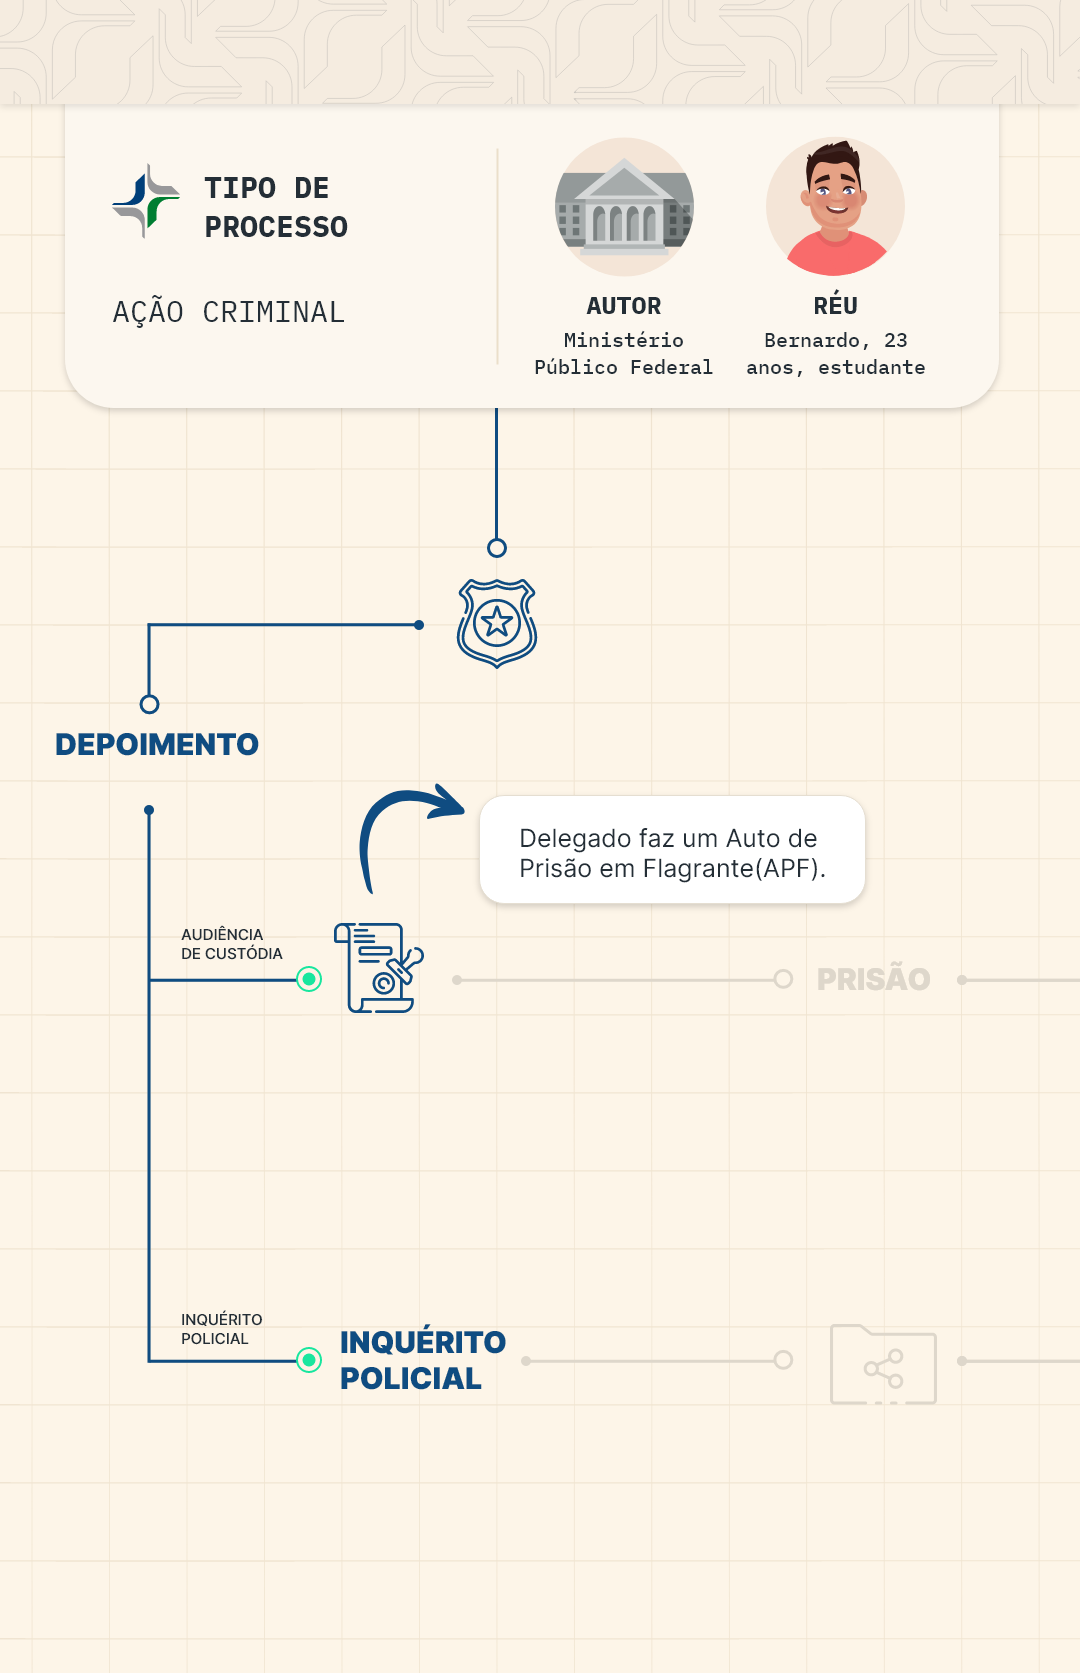 TIPO DE
PROCESSO
AÇÃO CRIMINAL
AUTOR
Ministério
Público Federal
RÉU
Bernardo, 23
anos, estudante
DEPOIMENTO
Delegado faz um Auto de
Prisão em Flagrante(APF).
AUDIÊNCIA
DE CUSTÓDIA
PRISÃO
INQUÉRITO
POLICIAL
INQUÉRITO
POLICIAL